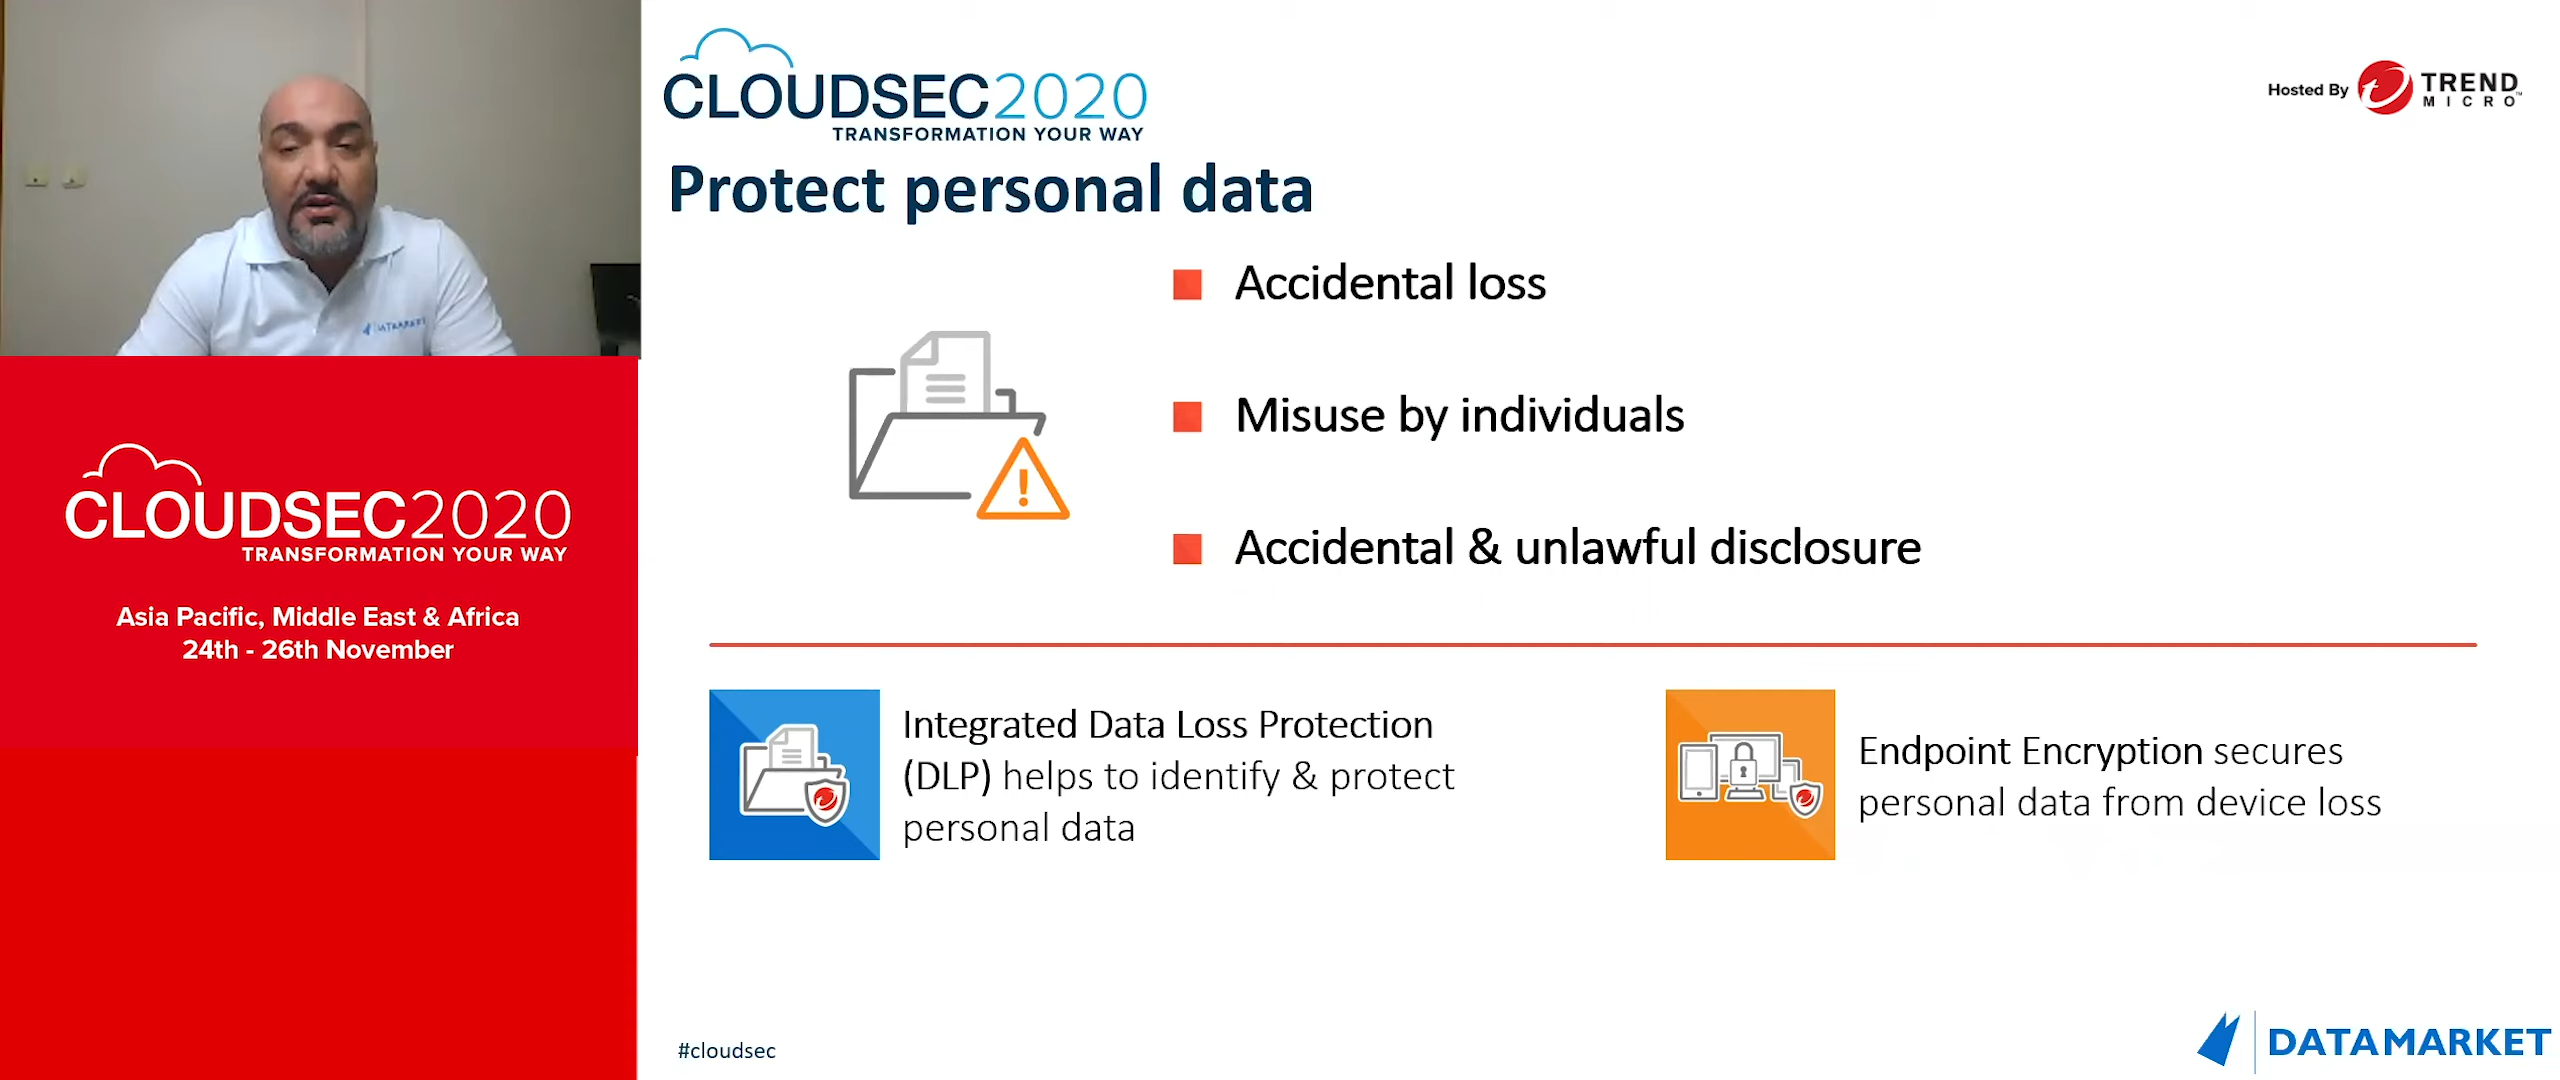 DATAMARKET
CLOUDSEC2020
TRANSFORMATION YOUR WAY
Asia Pacific, Middle East & Africa
24th - 26th November
CLOUDSEC2020
TRANSFORMATION YOUR WAY
Hosted By
TREND
MICRO™
Protect personal data
Accidental loss
Misuse by individuals
Accidental & unlawful disclosure
Integrated Data Loss Protection
(DLP) helps to identify & protect
personal data
Endpoint Encryption secures
personal data from device loss
#cloudsec
DATAMARKET